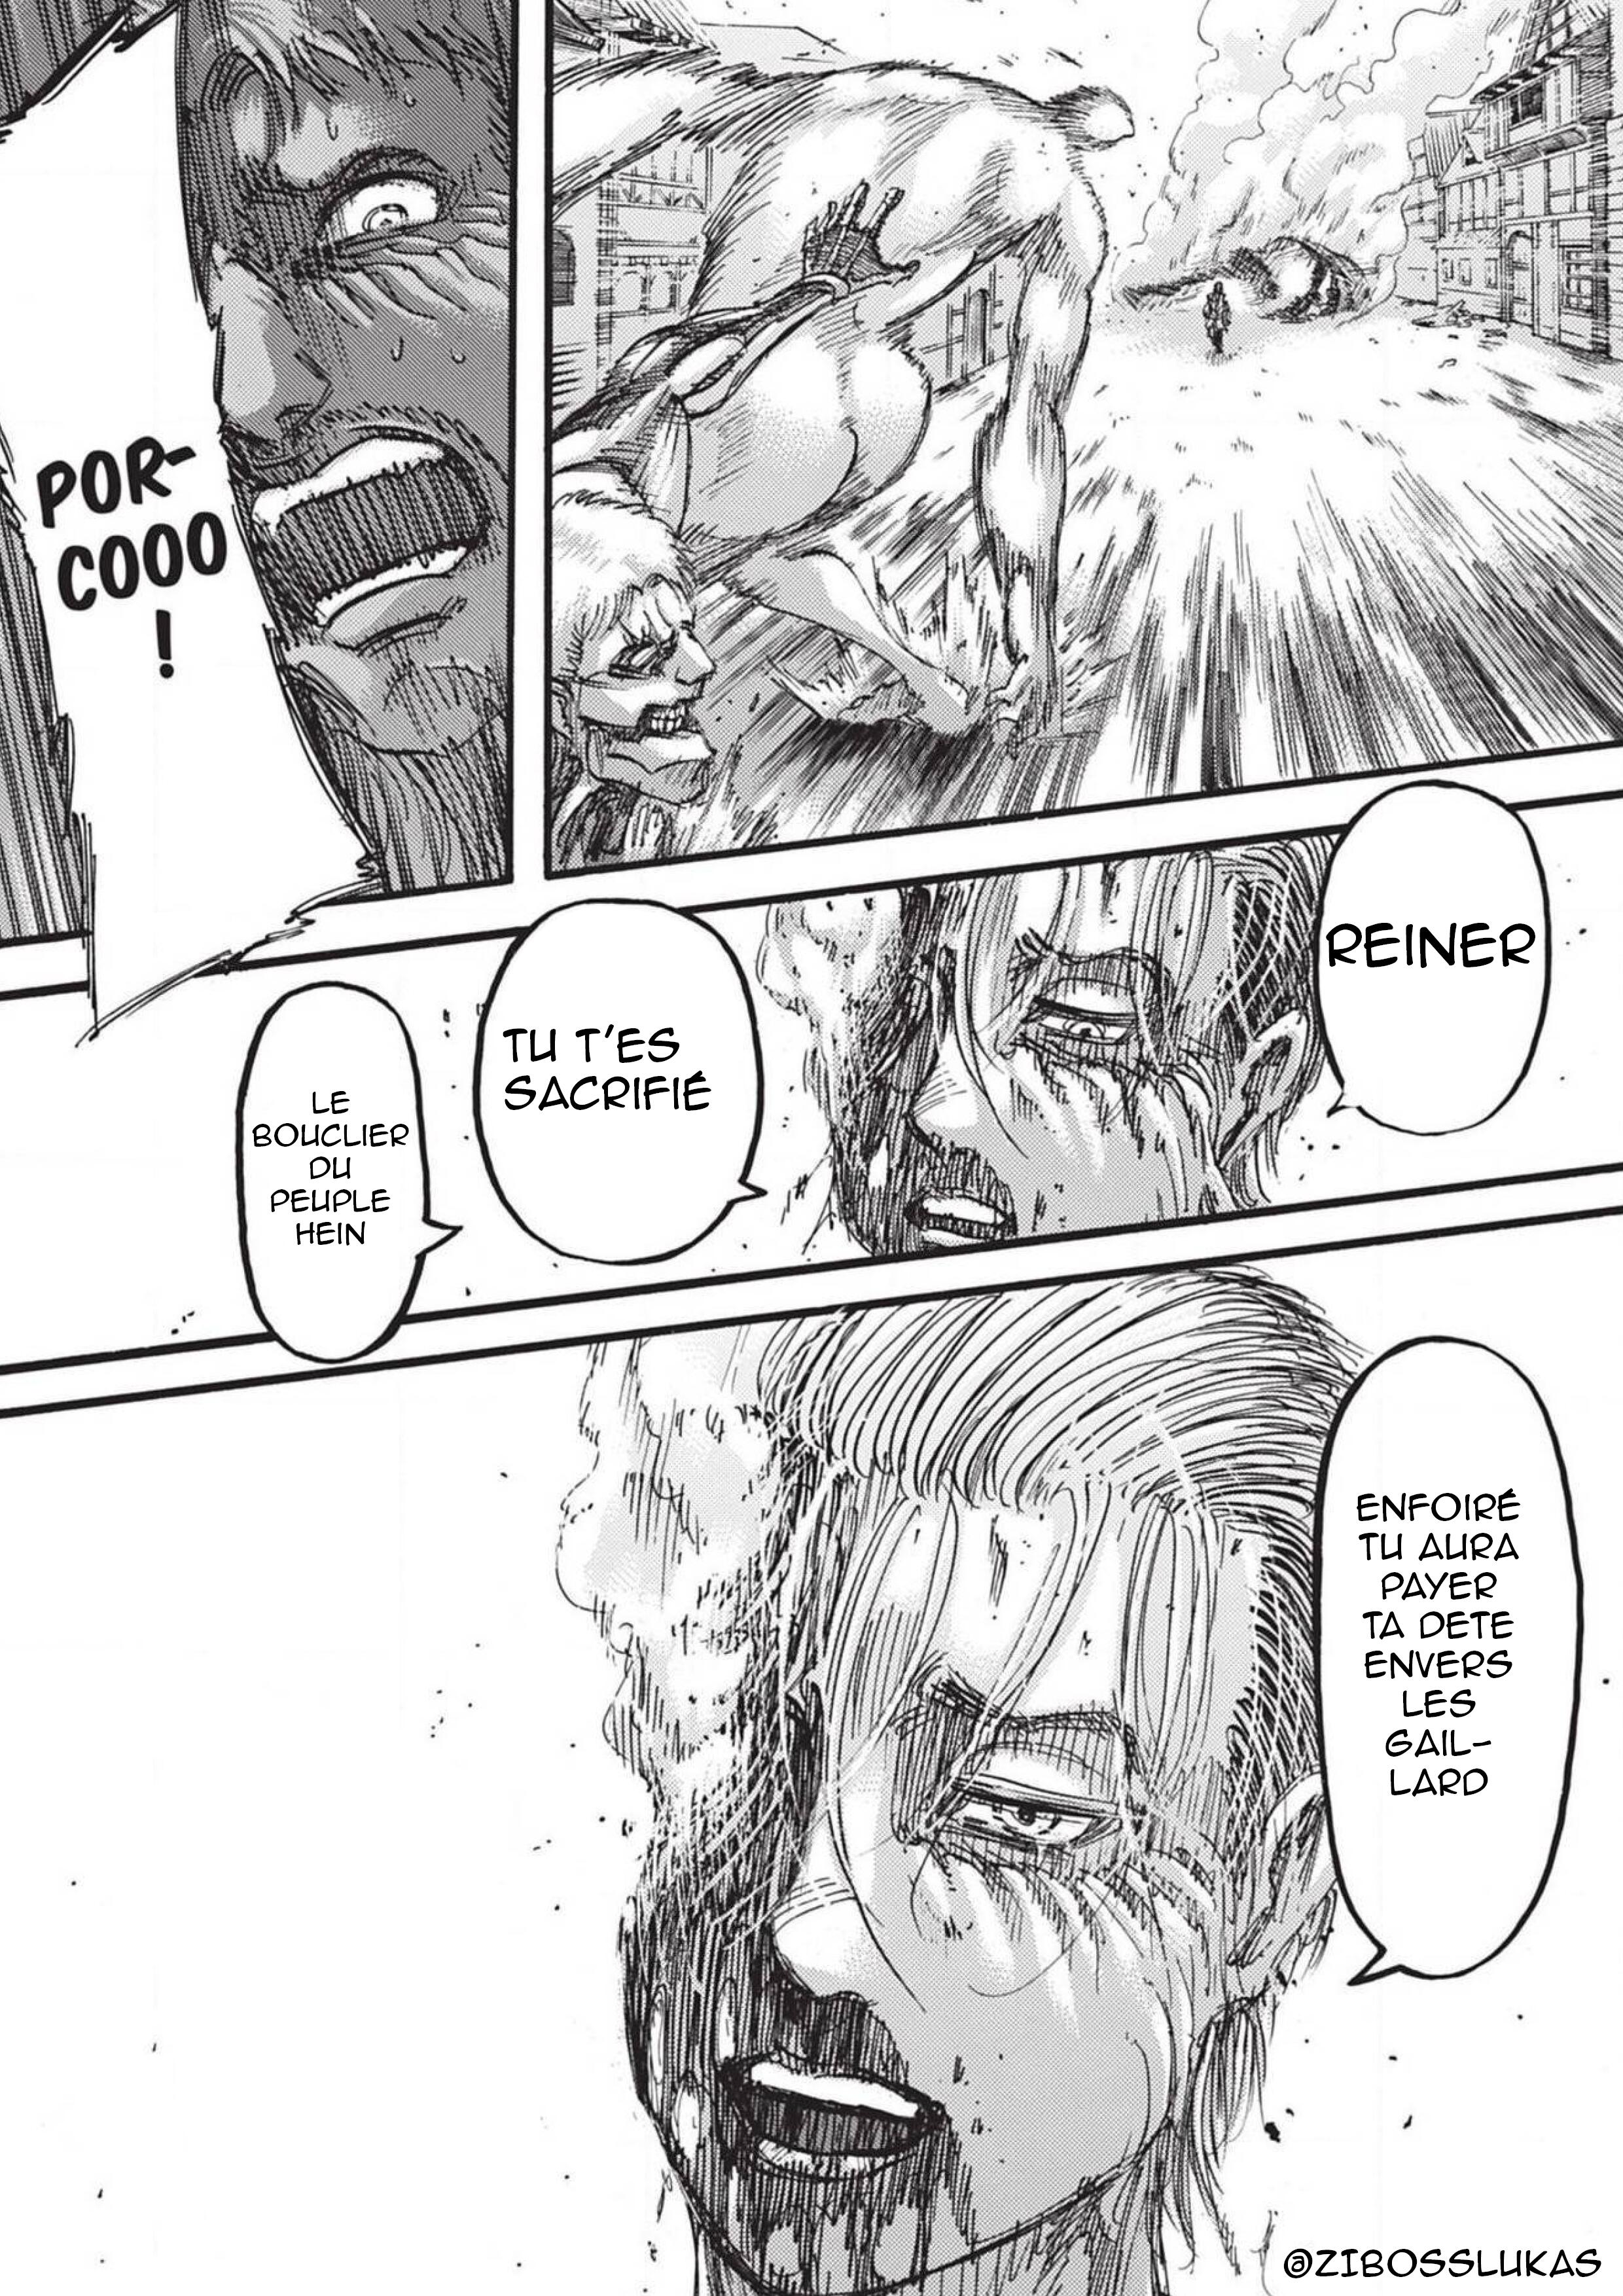 POR-
COOO
!
REINER
TU T'ES
SACRIFIÉ
LE
BOUCLIER
DU
PEUPLE
HEIN
ENFOIRÉ
TU AURA
PAYER
TA DETE
ENVERS
LES
GAIL-
LARD
@ZIBOSSLUKAS